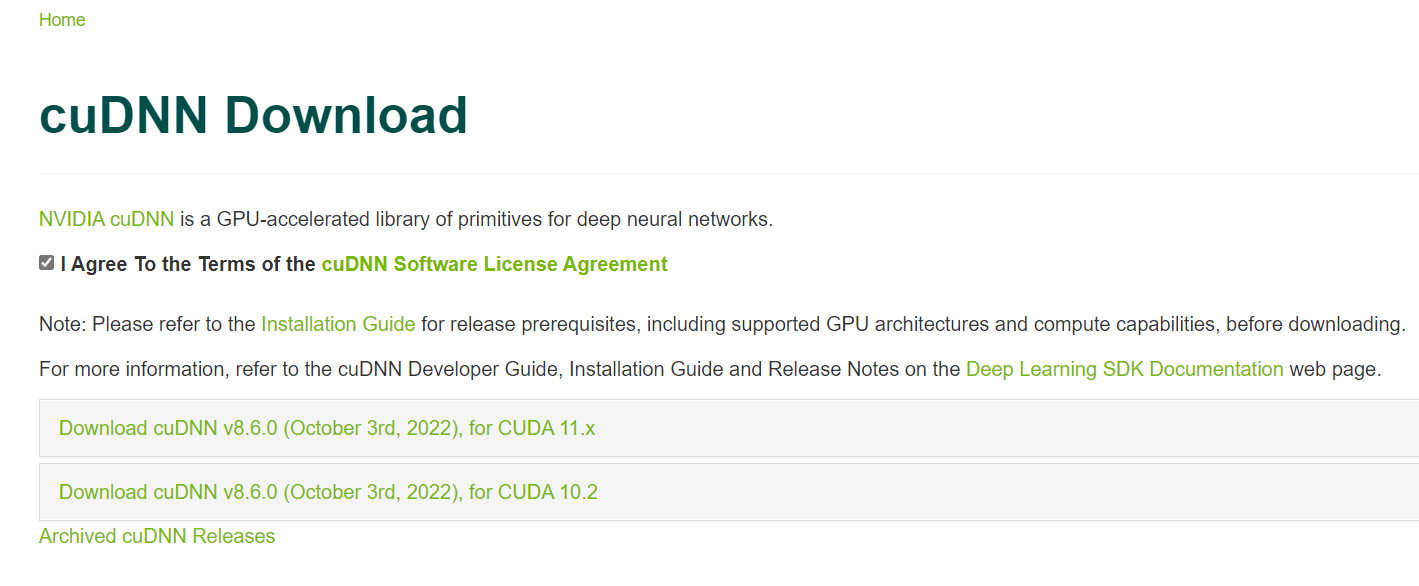 Home
cuDNN Download
NVIDIA cuDNN is a GPU-accelerated library of primitives for deep neural networks.
I Agree To the Terms of the cuDNN Software License Agreement
Note: Please refer to the Installation Guide for release prerequisites, including supported GPU architectures and compute capabilities, before downloading.
For more information, refer to the cuDNN Developer Guide, Installation Guide and Release Notes on the Deep Learning SDK Documentation web page.
Download cuDNN v8.6.0 (October 3rd, 2022), for CUDA 11.x
Download cuDNN v8.6.0 (October 3rd, 2022), for CUDA 10.2
Archived cuDNN Releases